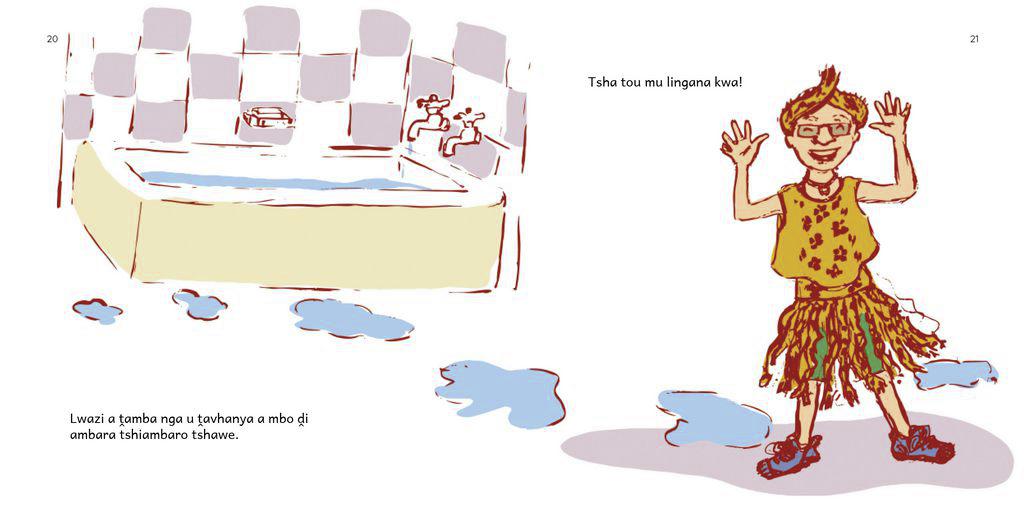 20
Lwazi a ṱamba nga u ṱavhanya a mbo ḓi
ambara tshiambaro tshawe.
21
Tsha tou mu lingana kwa!